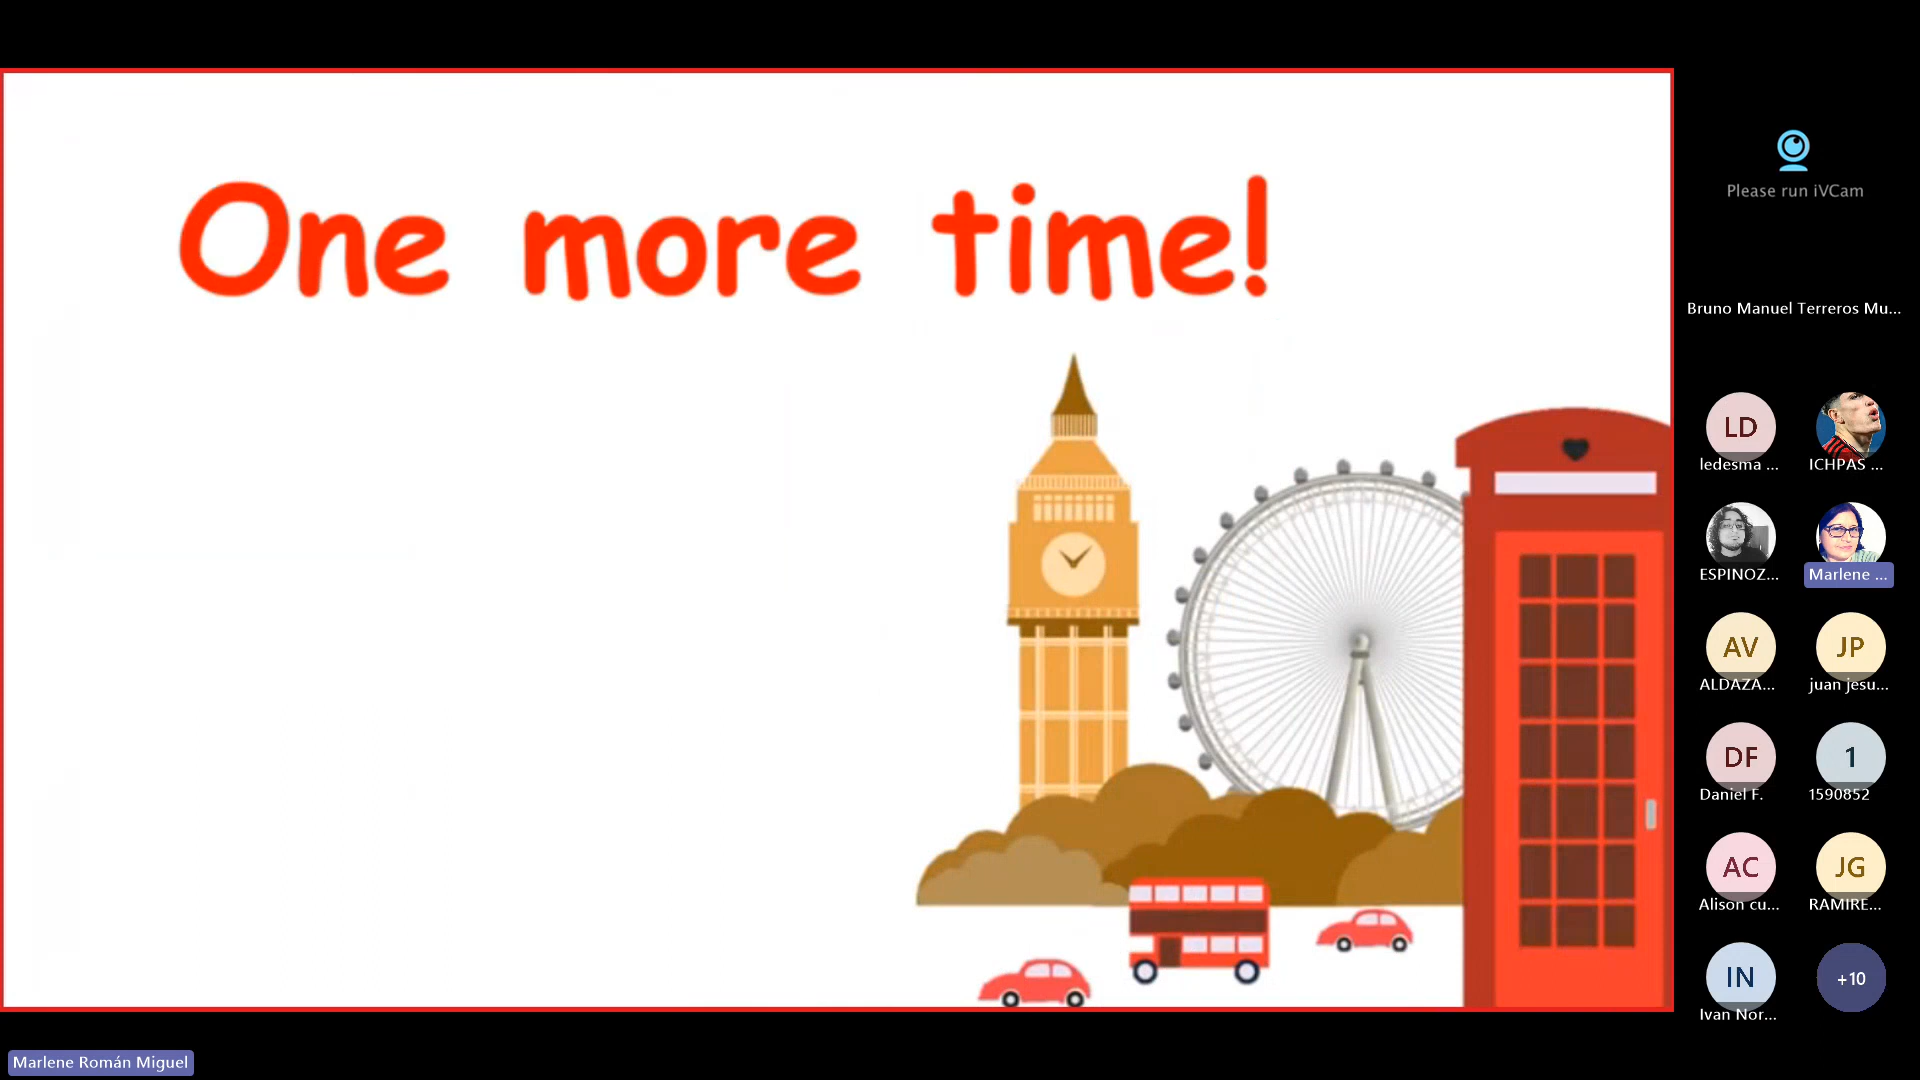 One more time!
Please run iVCam
Bruno Manuel Terreros Mu...
LD
ledesma ...
ICHPAS ...
ESPINOZ...
Marlene ...
AV
ALDAZA...
JP
juan jesu...
DF
Daniel F.
1
1590852
AC
Alison cu...
JG
RAMIRE...
IN
Ivan Nor...
+10
Marlene Román Miguel